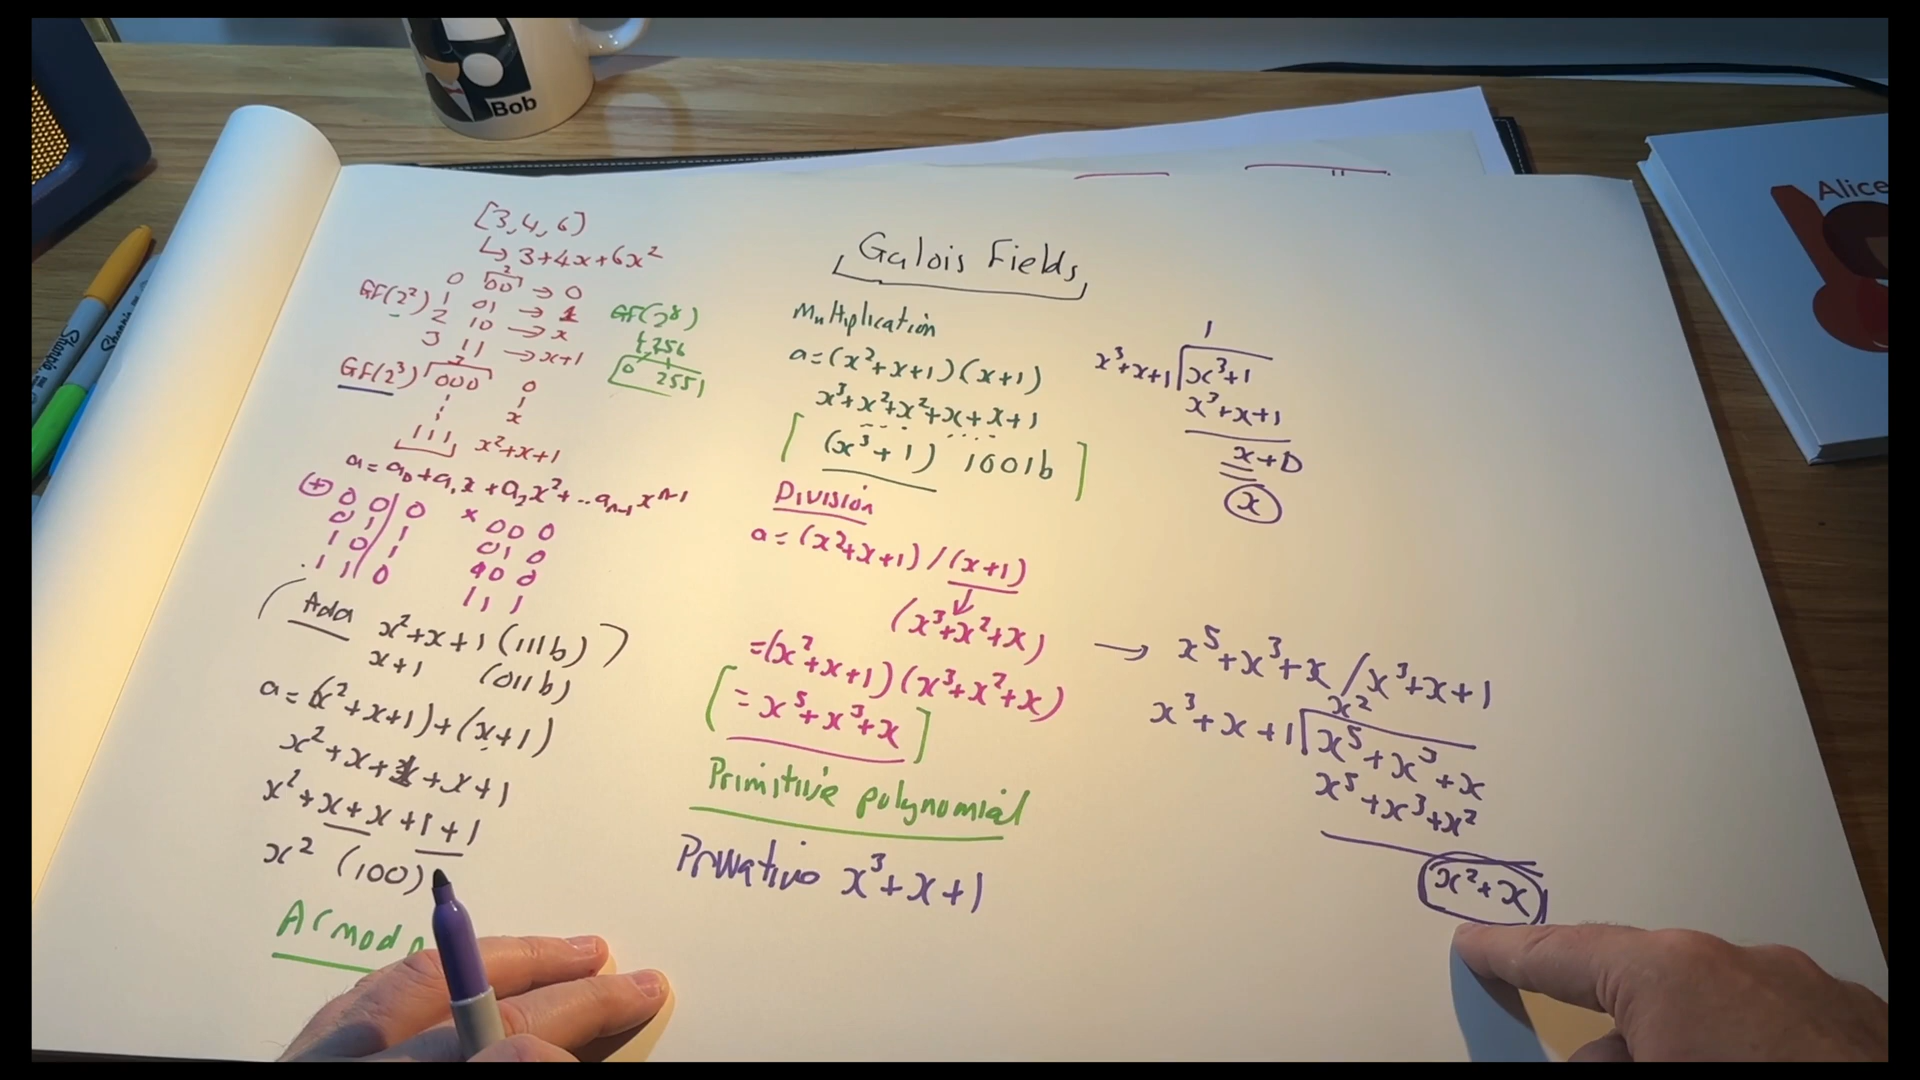 Bob
Alice
Sharpie
[3,4,6]
↳ 3+4x+6x²
GF(2²)
2
0 00 → 0
1 01 → 1
2 10 → x
3 11 → x+1
GF(2⁸)
256
0 255
GF(2³)
000 0
1
x
111 x²+x+1
a=a₀+a₁x+a₂x²+..aₙ₋₁xⁿ⁻¹
(+) 0 0 0
0 1 1
1 0 1
1 1 0
x 0 0 0
0 1 0
0 0
1 1 1
Add x²+x+1 (111b)
x+1 (011b)
a=(x²+x+1)+(x+1)
x²+x+1+x+1
x²+x+x+1+1
x² (100)
A (mod
Galois Fields
Multiplication
a=(x²+x+1)(x+1)
x³+x²+x²+x+x+1
[(x³+1) 1001b]
Division
a=(x²+x+1)/(x+1)
↓
(x³+x²+x)
=(x²+x+1)(x³+x²+x)
[=x⁵+x³+x]
Primitive polynomial
x³+x+1
1
x³+x+1 x³+1
x³+x+1
x+0
x
→ x⁵+x³+x / x³+x+1
x²
x³+x+1 x⁵+x³+x
x⁵+x³+x²
x²+x